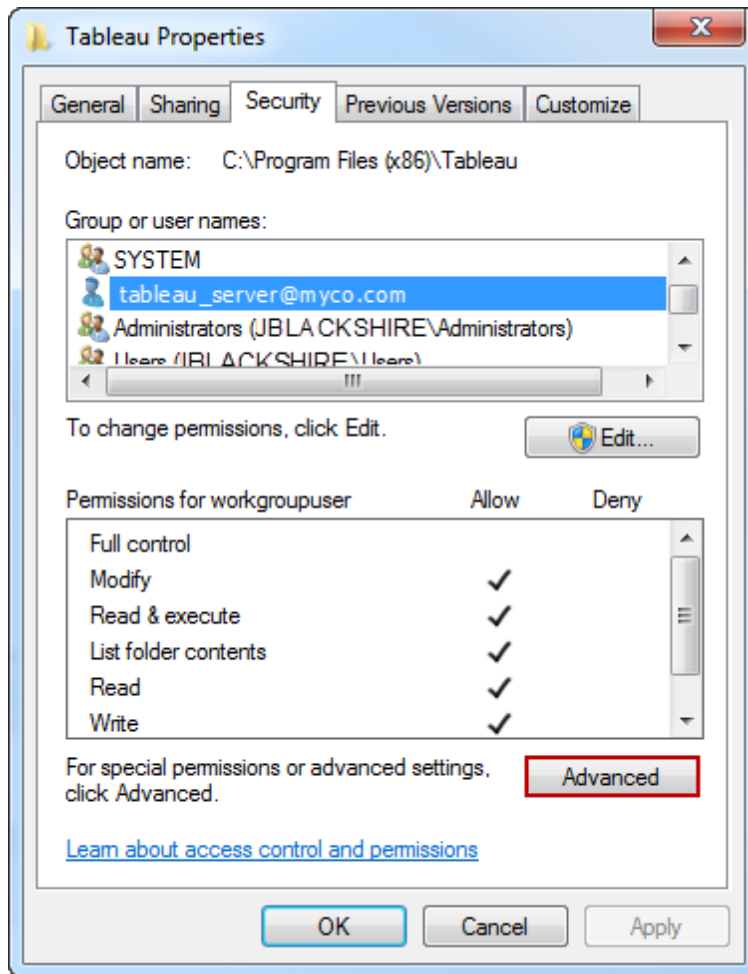 Tableau Properties
General Sharing Security Previous Versions Customize
Object name: C:\Program Files (x86)\Tableau
Group or user names:
SYSTEM
tableau_server@myco.com
Administrators (JBLACKSHIRE\Administrators)
Users (JBLACKSHIRE\Users)
To change permissions, click Edit.
Edit...
Permissions for workgroupuser Allow Deny
Full control
Modify
Read & execute
List folder contents
Read
Write
For special permissions or advanced settings,
click Advanced.
Advanced
Learn about access control and permissions
OK Cancel Apply